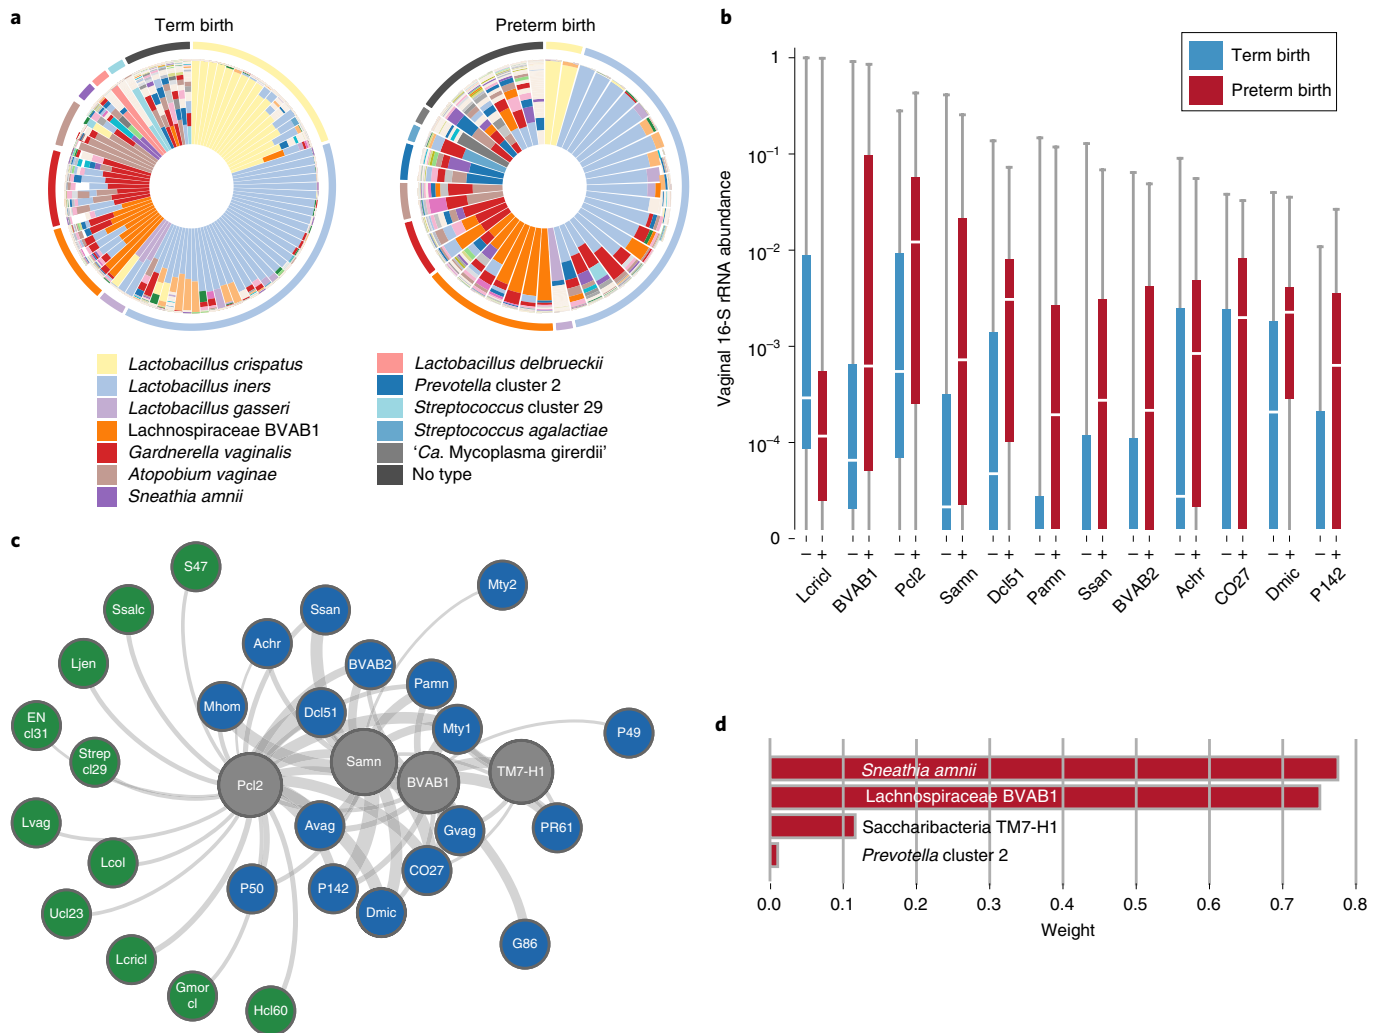 a
Term birth
Preterm birth
Lactobacillus crispatus
Lactobacillus iners
Lactobacillus gasseri
Lachnospiraceae BVAB1
Gardnerella vaginalis
Atopobium vaginae
Sneathia amnii
Lactobacillus delbrueckii
Prevotella cluster 2
Streptococcus cluster 29
Streptococcus agalactiae
‘Ca. Mycoplasma girerdii’
No type
b
Term birth
Preterm birth
Vaginal 16-S rRNA abundance
1
10−1
10−2
10−3
10−4
0
− + − + − + − + − + − + − + − + − + − + − + − +
Lcricl
BVAB1
Pcl2
Samn
Dcl51
Pamn
Ssan
BVAB2
Achr
CO27
Dmic
P142
c
S47
Ssalc
Ljen
EN
cl31
Strep
cl29
Lvag
Lcol
Ucl23
Lcricl
Gmor
cl
Hcl60
Mty2
Ssan
Achr
BVAB2
Pamn
Mhom
Dcl51
Mty1
P49
Samn
Pcl2
BVAB1
TM7-H1
Avag
Gvag
PR61
P50
P142
CO27
Dmic
G86
d
Sneathia amnii
Lachnospiraceae BVAB1
Saccharibacteria TM7-H1
Prevotella cluster 2
0.0 0.1 0.2 0.3 0.4 0.5 0.6 0.7 0.8
Weight